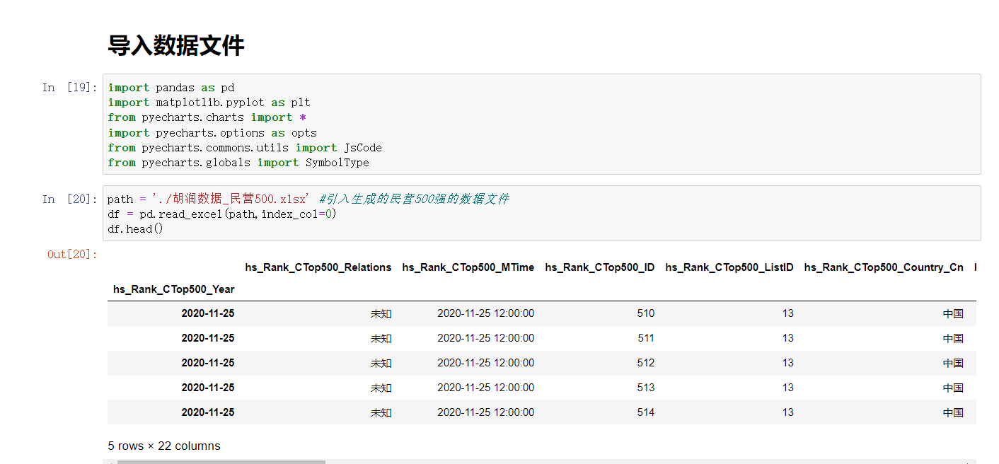 导入数据文件
In [19]:
import pandas as pd
import matplotlib.pyplot as plt
from pyecharts.charts import *
import pyecharts.options as opts
from pyecharts.commons.utils import JsCode
from pyecharts.globals import SymbolType
In [20]:
path = './胡润数据_民营500.xlsx' #引入生成的民营500强的数据文件
df = pd.read_excel(path,index_col=0)
df.head()
Out[20]:
hs_Rank_CTop500_Relations hs_Rank_CTop500_MTime hs_Rank_CTop500_ID hs_Rank_CTop500_ListID hs_Rank_CTop500_Country_Cn
hs_Rank_CTop500_Year
2020-11-25 未知 2020-11-25 12:00:00 510 13 中国
2020-11-25 未知 2020-11-25 12:00:00 511 13 中国
2020-11-25 未知 2020-11-25 12:00:00 512 13 中国
2020-11-25 未知 2020-11-25 12:00:00 513 13 中国
2020-11-25 未知 2020-11-25 12:00:00 514 13 中国
5 rows × 22 columns